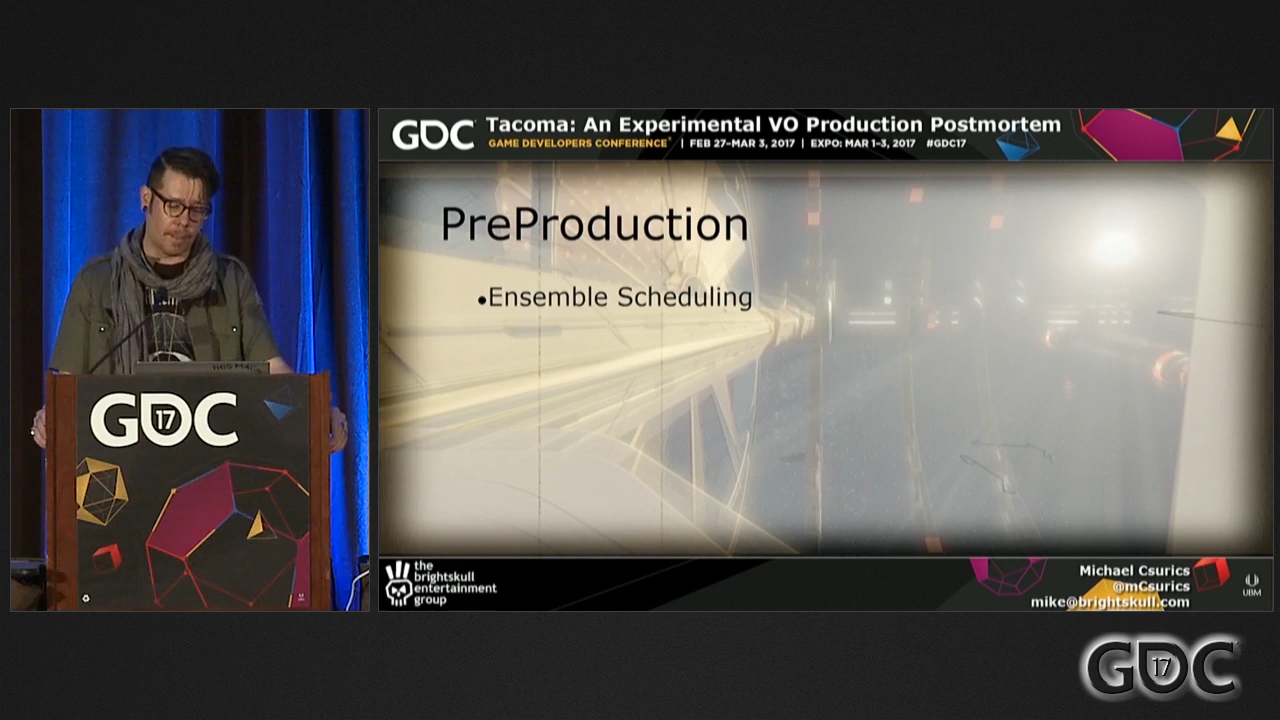 GDC
Tacoma: An Experimental VO Production Postmortem
GAME DEVELOPERS CONFERENCE® | FEB 27-MAR 3, 2017 | EXPO: MAR 1-3, 2017 #GDC17
PreProduction
•Ensemble Scheduling
THIS MAC
GDC
17
the
brightskull
entertainment
group
Michael Csurics
@mCsurics
mike@brightskull.com
UBM
GDC
17